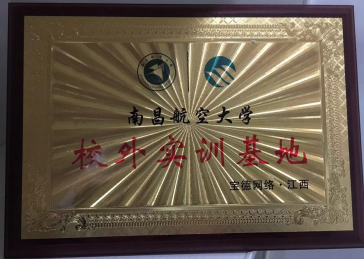 南昌航空大学
校外实训基地
宝德网络·江西